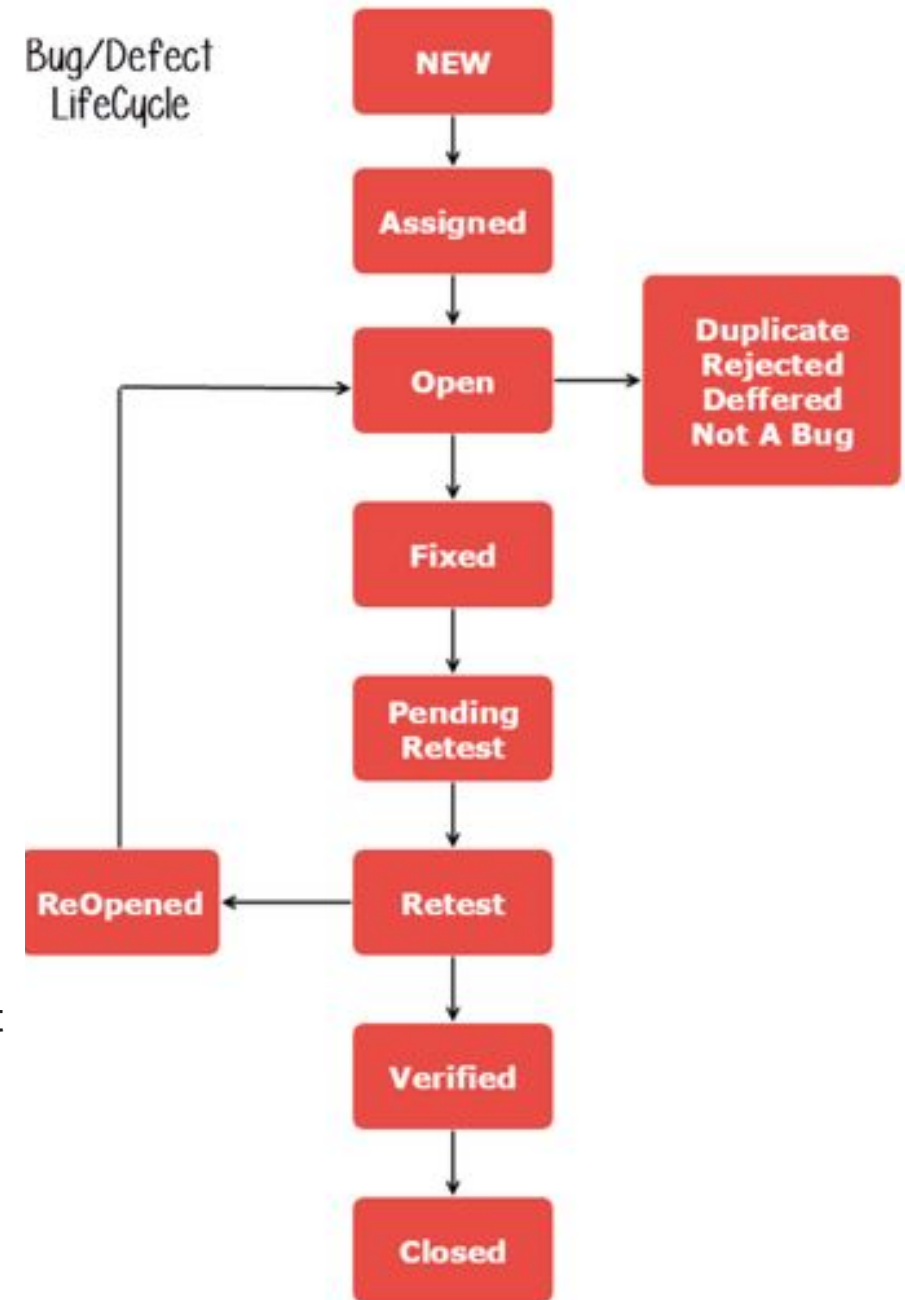 Bug/Defect
LifeCycle
NEW
Assigned
Open
Duplicate
Rejected
Deffered
Not A Bug
Fixed
Pending
Retest
ReOpened
Retest
Verified
Closed